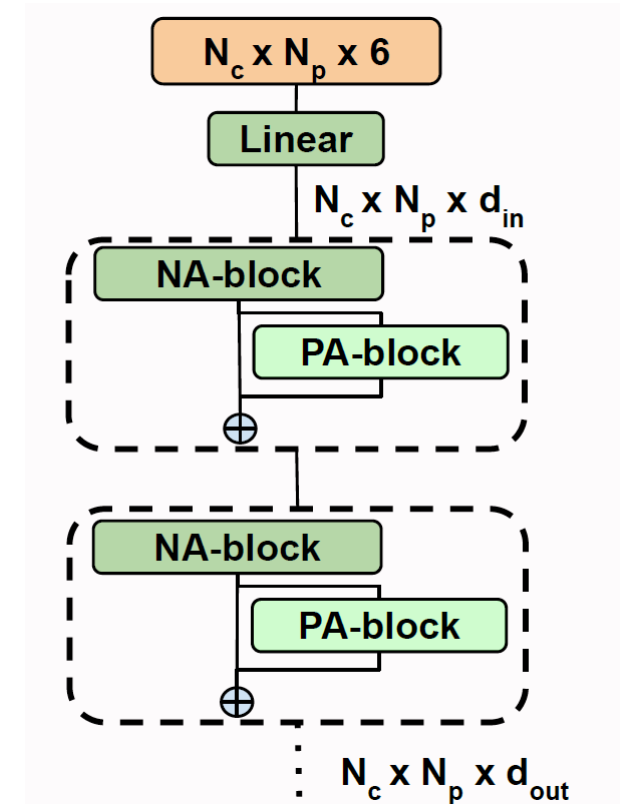 N_c x N_p x 6
Linear
N_c x N_p x d_in
NA-block
PA-block
NA-block
PA-block
N_c x N_p x d_out